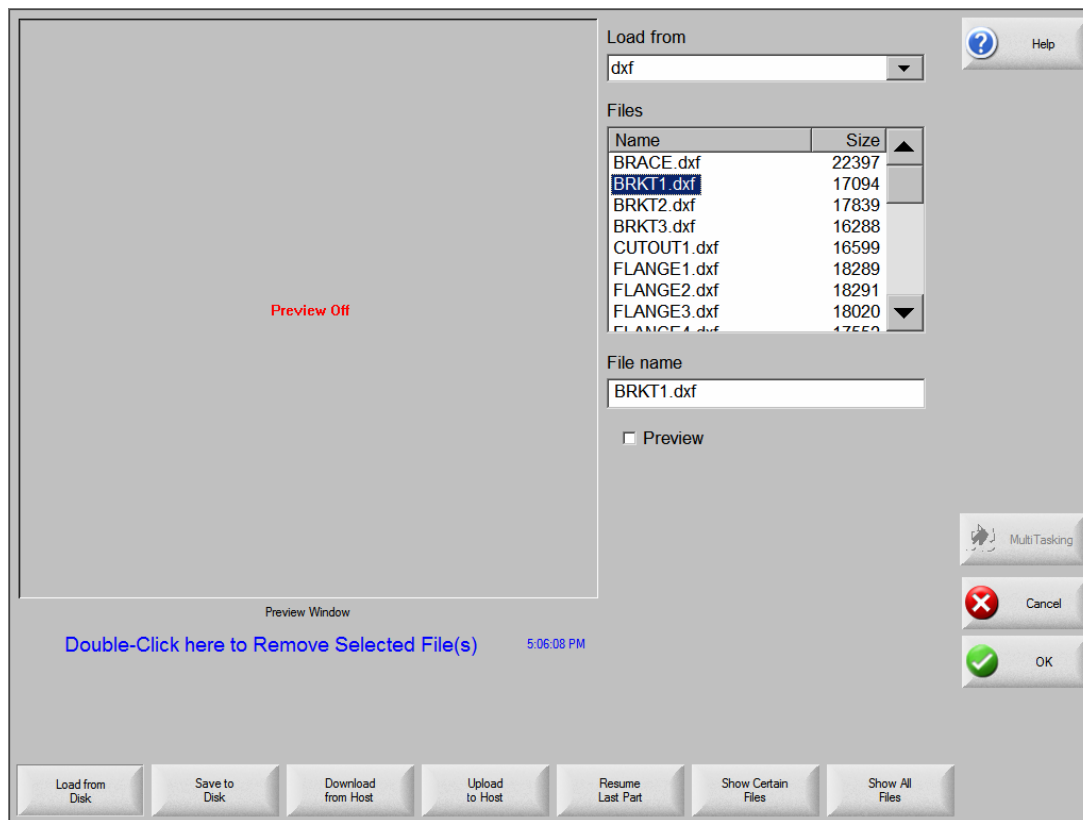 Load from
dxf
Files
Name Size
BRACE.dxf 22397
BRKT1.dxf 17094
BRKT2.dxf 17839
BRKT3.dxf 16288
CUTOUT1.dxf 16599
FLANGE1.dxf 18289
FLANGE2.dxf 18291
FLANGE3.dxf 18020
FLANGE4.dxf 17552
File name
BRKT1.dxf
Preview
Preview Off
Preview Window
Double-Click here to Remove Selected File(s) 5:06:08 PM
Help
MultiTasking
Cancel
OK
Load from
Disk
Save to
Disk
Download
from Host
Upload
to Host
Resume
Last Part
Show Certain
Files
Show All
Files